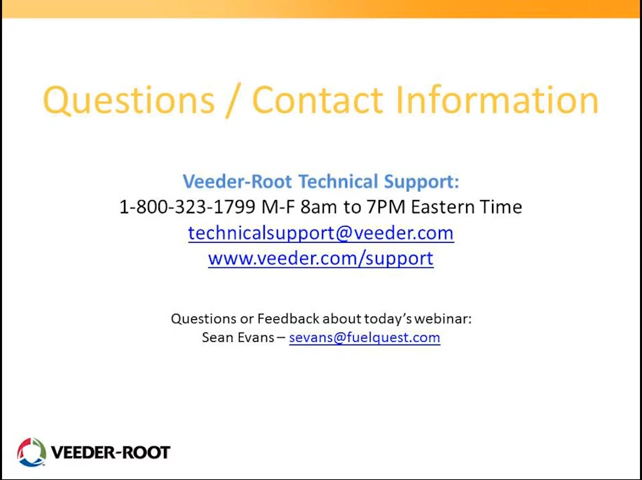 Questions / Contact Information
Veeder-Root Technical Support:
1-800-323-1799 M-F 8am to 7PM Eastern Time
technicalsupport@veeder.com
www.veeder.com/support
Questions or Feedback about today's webinar:
Sean Evans – sevans@fuelquest.com
VEEDER-ROOT